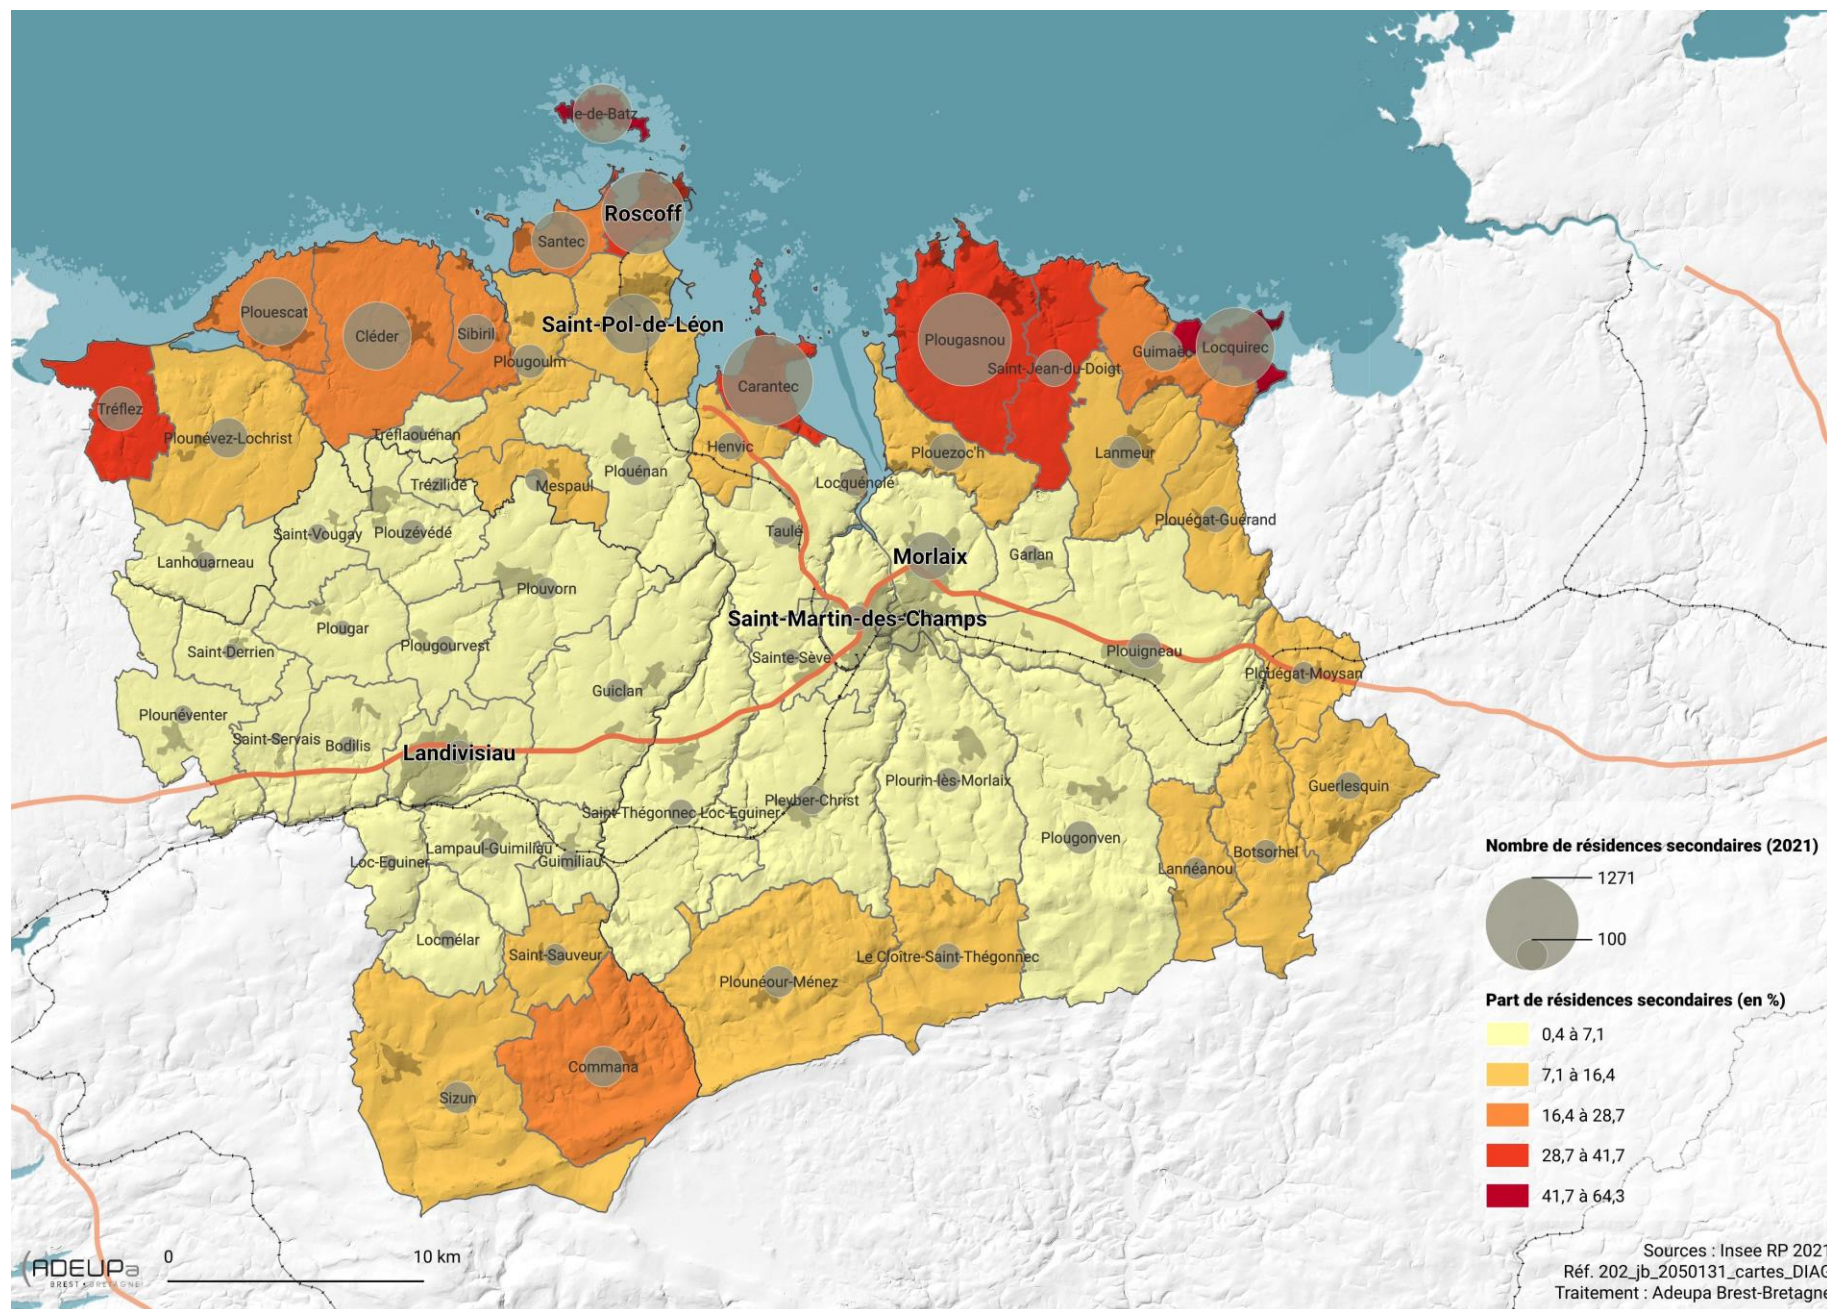 Île-de-Batz
Roscoff
Santec
Plouescat
Cléder
Sibiril
Saint-Pol-de-Léon
Plougoulm
Carantec
Plougasnou
Saint-Jean-du-Doigt
Guimaëc
Locquirec
Tréflez
Plounévez-Lochrist
Tréflaouénan
Henvic
Plouezoc'h
Lanmeur
Trézilidé
Mespaul
Plouénan
Locquénolé
Plouégat-Guérand
Saint-Vougay
Plouzévédé
Taulé
Lanhouarneau
Morlaix
Garlan
Plouvorn
Saint-Martin-des-Champs
Plougar
Saint-Derrien
Plougourvest
Sainte-Sève
Plouigneau
Plouégat-Moysan
Guiclan
Plounéventer
Saint-Servais
Bodilis
Landivisiau
Plourin-lès-Morlaix
Guerlesquin
Saint-Thégonnec Loc-Eguiner
Pleyber-Christ
Plougonven
Loc-Eguiner
Lampaul-Guimiliau
Guimiliau
Lannéanou
Botsorhel
Locmélar
Saint-Sauveur
Plounéour-Ménez
Le Cloître-Saint-Thégonnec
Commana
Sizun
Nombre de résidences secondaires (2021)
1271
100
Part de résidences secondaires (en %)
0,4 à 7,1
7,1 à 16,4
16,4 à 28,7
28,7 à 41,7
41,7 à 64,3
ADEUPa
BREST • BRETAGNE
0 10 km
Sources : Insee RP 2021
Réf. 202_jb_2050131_cartes_DIAG
Traitement : Adeupa Brest-Bretagne